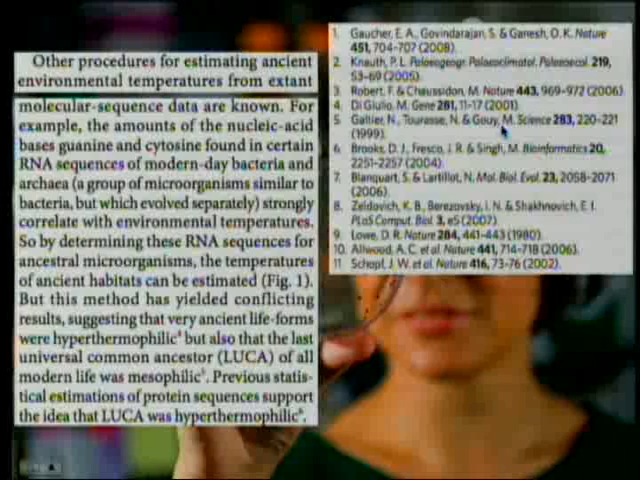 Other procedures for estimating ancient
environmental temperatures from extant
molecular-sequence data are known. For
example, the amounts of the nucleic-acid
bases guanine and cytosine found in certain
RNA sequences of modern-day bacteria and
archaea (a group of microorganisms similar to
bacteria, but which evolved separately) strongly
correlate with environmental temperatures.
So by determining these RNA sequences for
ancestral microorganisms, the temperatures
of ancient habitats can be estimated (Fig. 1).
But this method has yielded conflicting
results, suggesting that very ancient life-forms
were hyperthermophilic⁴ but also that the last
universal common ancestor (LUCA) of all
modern life was mesophilic⁵. Previous statis-
tical estimations of protein sequences support
the idea that LUCA was hyperthermophilic⁶.
1. Gaucher, E. A., Govindarajan, S. & Ganesh, O. K. Nature
451, 704-707 (2008).
2. Knauth, P. L. Palaeogeogr. Palaeoclimatol. Palaeoecol. 219,
53-69 (2005).
3. Robert, F. & Chaussidon, M. Nature 443, 969-972 (2006).
4. Di Giulio, M. Gene 281, 11-17 (2001).
5. Galtier, N., Tourasse, N. & Gouy, M. Science 283, 220-221
(1999).
6. Brooks, D. J., Fresco, J. R. & Singh, M. Bioinformatics 20,
2251-2257 (2004).
7. Blanquart, S. & Lartillot, N. Mol. Biol. Evol. 23, 2058-2071
(2006).
8. Zeldovich, K. B., Berezovsky, I. N. & Shakhnovich, E. I.
PLoS Comput. Biol. 3, e5 (2007).
9. Lowe, D. R. Nature 284, 441-443 (1980).
10. Allwood, A. C. et al. Nature 441, 714-718 (2006).
11. Schopf, J. W. et al. Nature 416, 73-76 (2002).